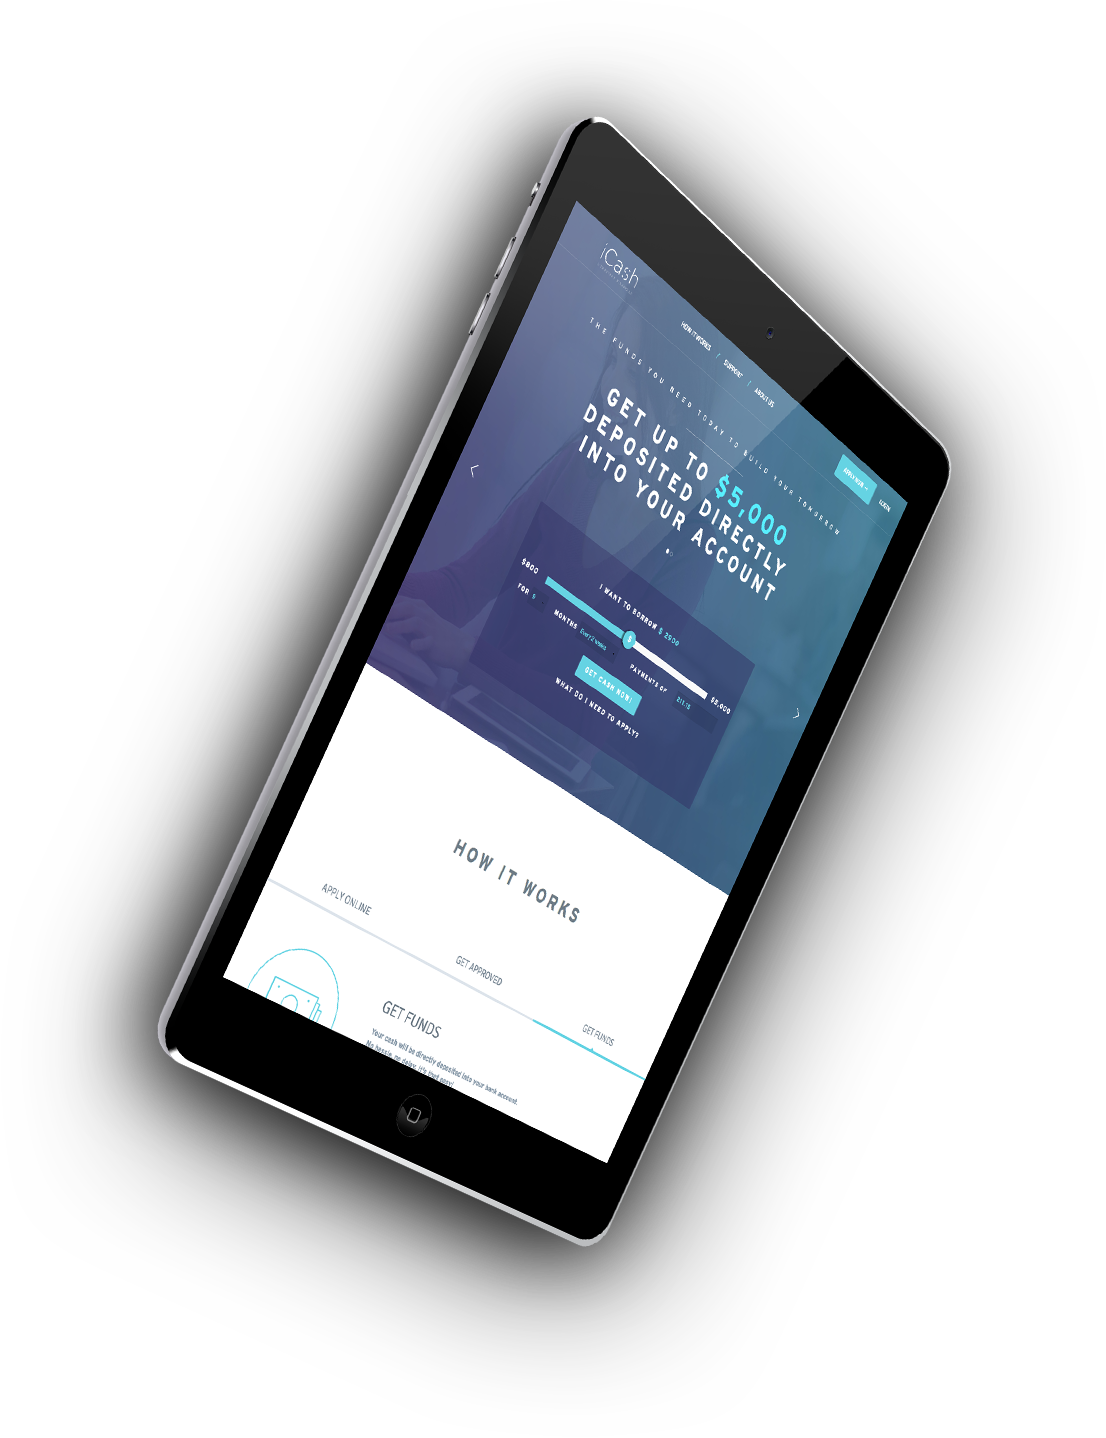 iCash
HOW IT WORKS / SUPPORT / ABOUT US
APPLY NOW
LOGIN
THE FUNDS YOU NEED TODAY TO BUILD YOUR TOMORROW
GET UP TO $5,000
DEPOSITED DIRECTLY
INTO YOUR ACCOUNT
I WANT TO BORROW $ 2900
$800
$5,000
FOR 9 MONTHS Every 2 weeks PAYMENTS OF
GET CASH NOW!
WHAT DO I NEED TO APPLY?
HOW IT WORKS
APPLY ONLINE
GET APPROVED
GET FUNDS
GET FUNDS
Your cash will be directly deposited into your bank account.
No hassle, no delay, it's that easy!